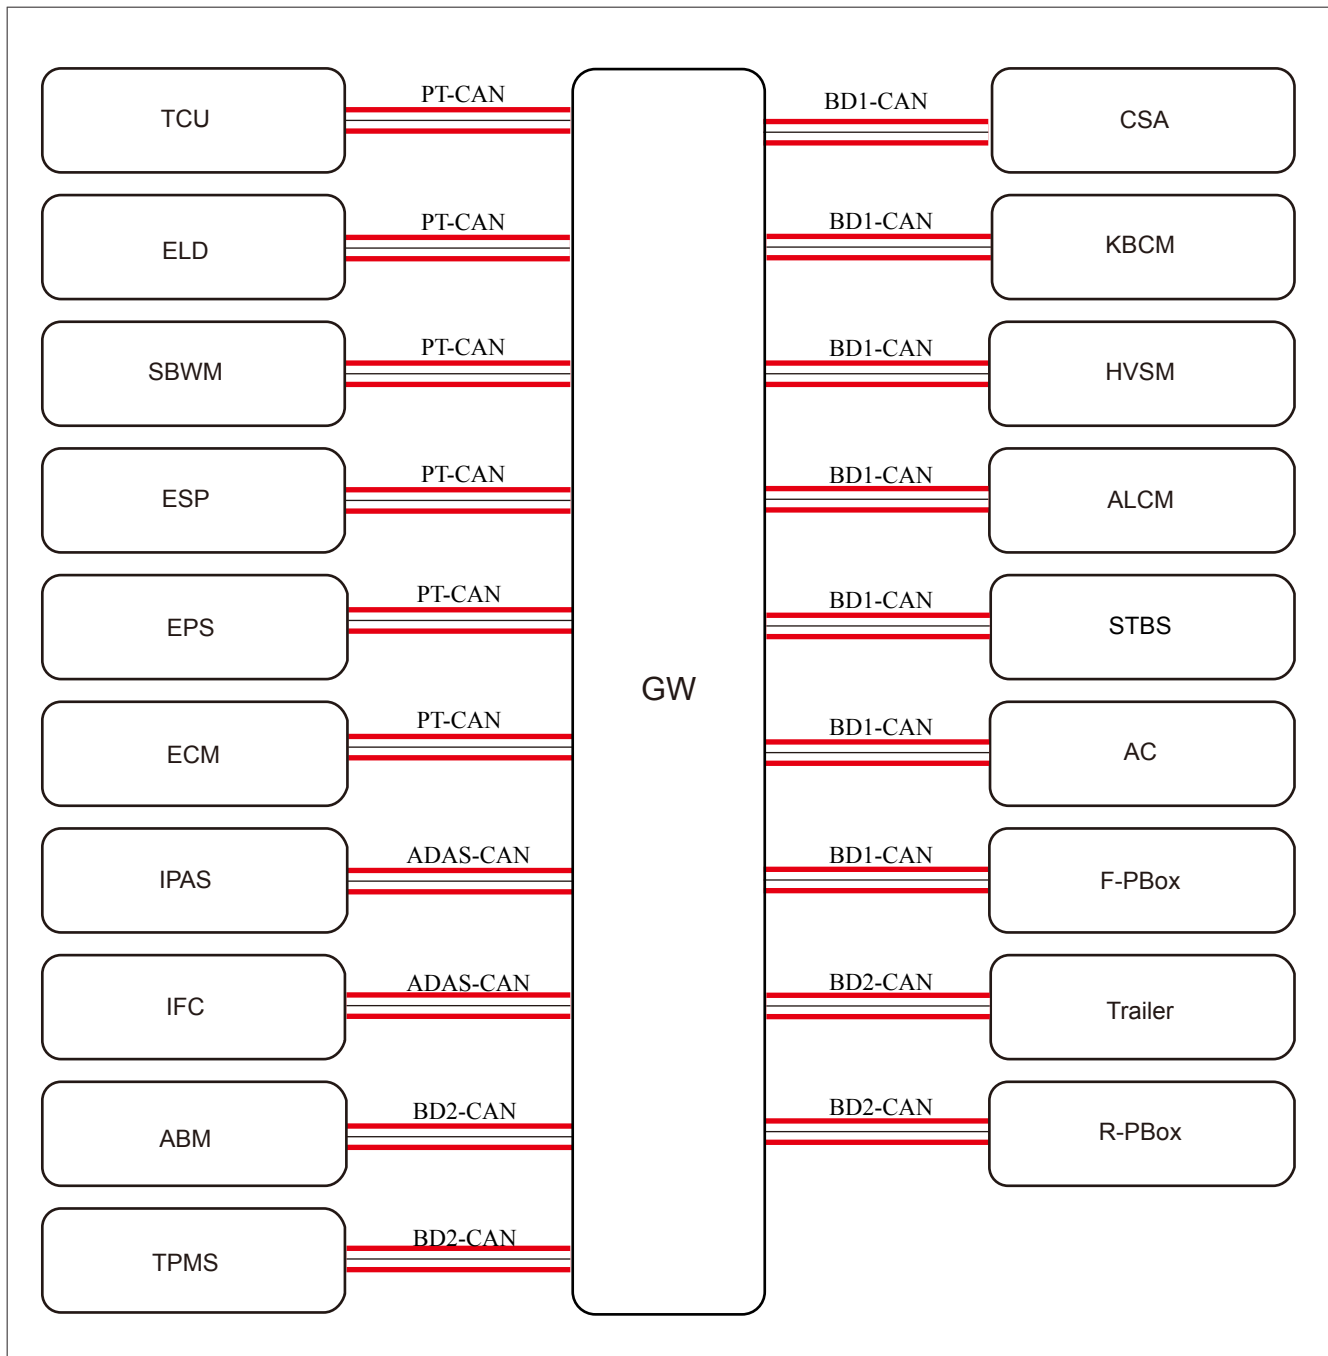 TCU
PT-CAN
BD1-CAN
CSA
ELD
PT-CAN
BD1-CAN
KBCM
SBWM
PT-CAN
BD1-CAN
HVSM
ESP
PT-CAN
BD1-CAN
ALCM
EPS
PT-CAN
BD1-CAN
STBS
GW
ECM
PT-CAN
BD1-CAN
AC
IPAS
ADAS-CAN
BD1-CAN
F-PBox
IFC
ADAS-CAN
BD2-CAN
Trailer
ABM
BD2-CAN
BD2-CAN
R-PBox
TPMS
BD2-CAN